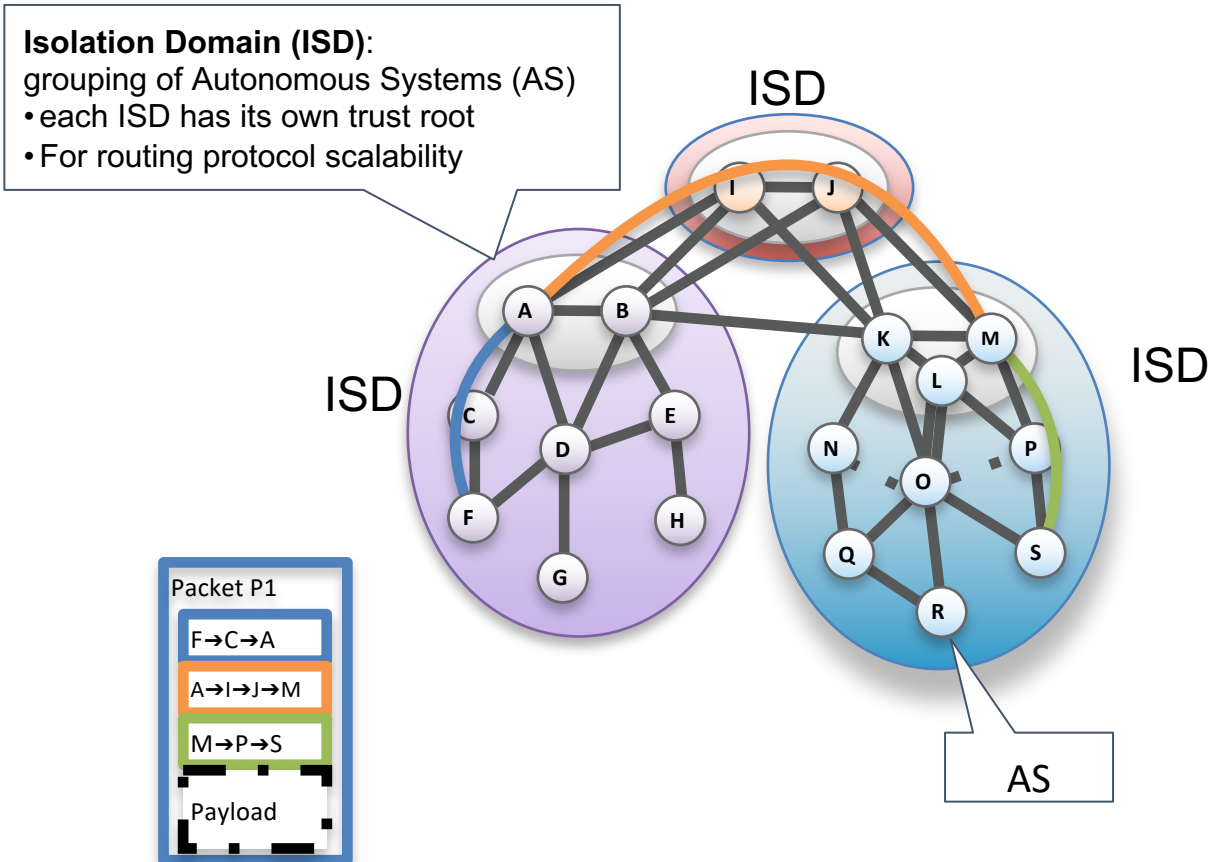 Isolation Domain (ISD):
grouping of Autonomous Systems (AS)
• each ISD has its own trust root
• For routing protocol scalability
ISD
I
J
A
B
K
M
L
ISD
ISD
C
E
D
N
P
O
F
H
G
Q
S
R
Packet P1
F➔C➔A
A➔I➔J➔M
M➔P➔S
Payload
AS